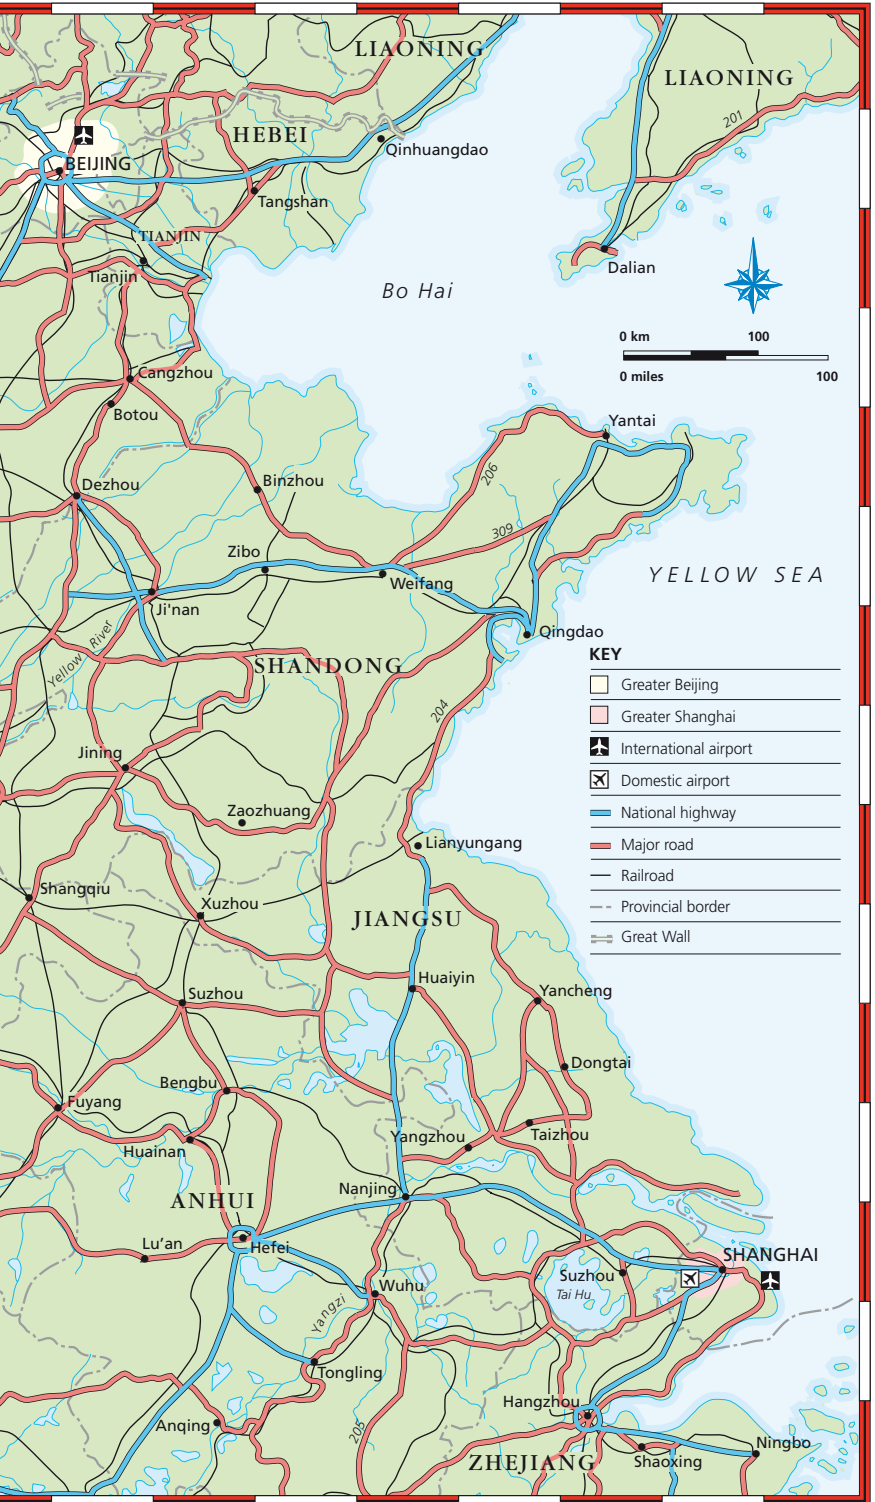 LIAONING
LIAONING
201
HEBEI
Qinhuangdao
BEIJING
Tangshan
TIANJIN
Tianjin
Dalian
Bo Hai
0 km 100
0 miles 100
Cangzhou
Botou
Yantai
206
Dezhou
Binzhou
309
Zibo
Weifang
YELLOW SEA
Ji'nan
Qingdao
Yellow River
SHANDONG
204
KEY
Greater Beijing
Greater Shanghai
International airport
Domestic airport
National highway
Major road
Railroad
Provincial border
Great Wall
Jining
Zaozhuang
Lianyungang
Shangqiu
Xuzhou
JIANGSU
Huaiyin
Suzhou
Yancheng
Dongtai
Bengbu
Fuyang
Taizhou
Yangzhou
Huainan
Nanjing
ANHUI
Lu’an
Hefei
SHANGHAI
Suzhou
Tai Hu
Wuhu
Yangzi
Tongling
Hangzhou
Anqing
205
Ningbo
Shaoxing
ZHEJIANG